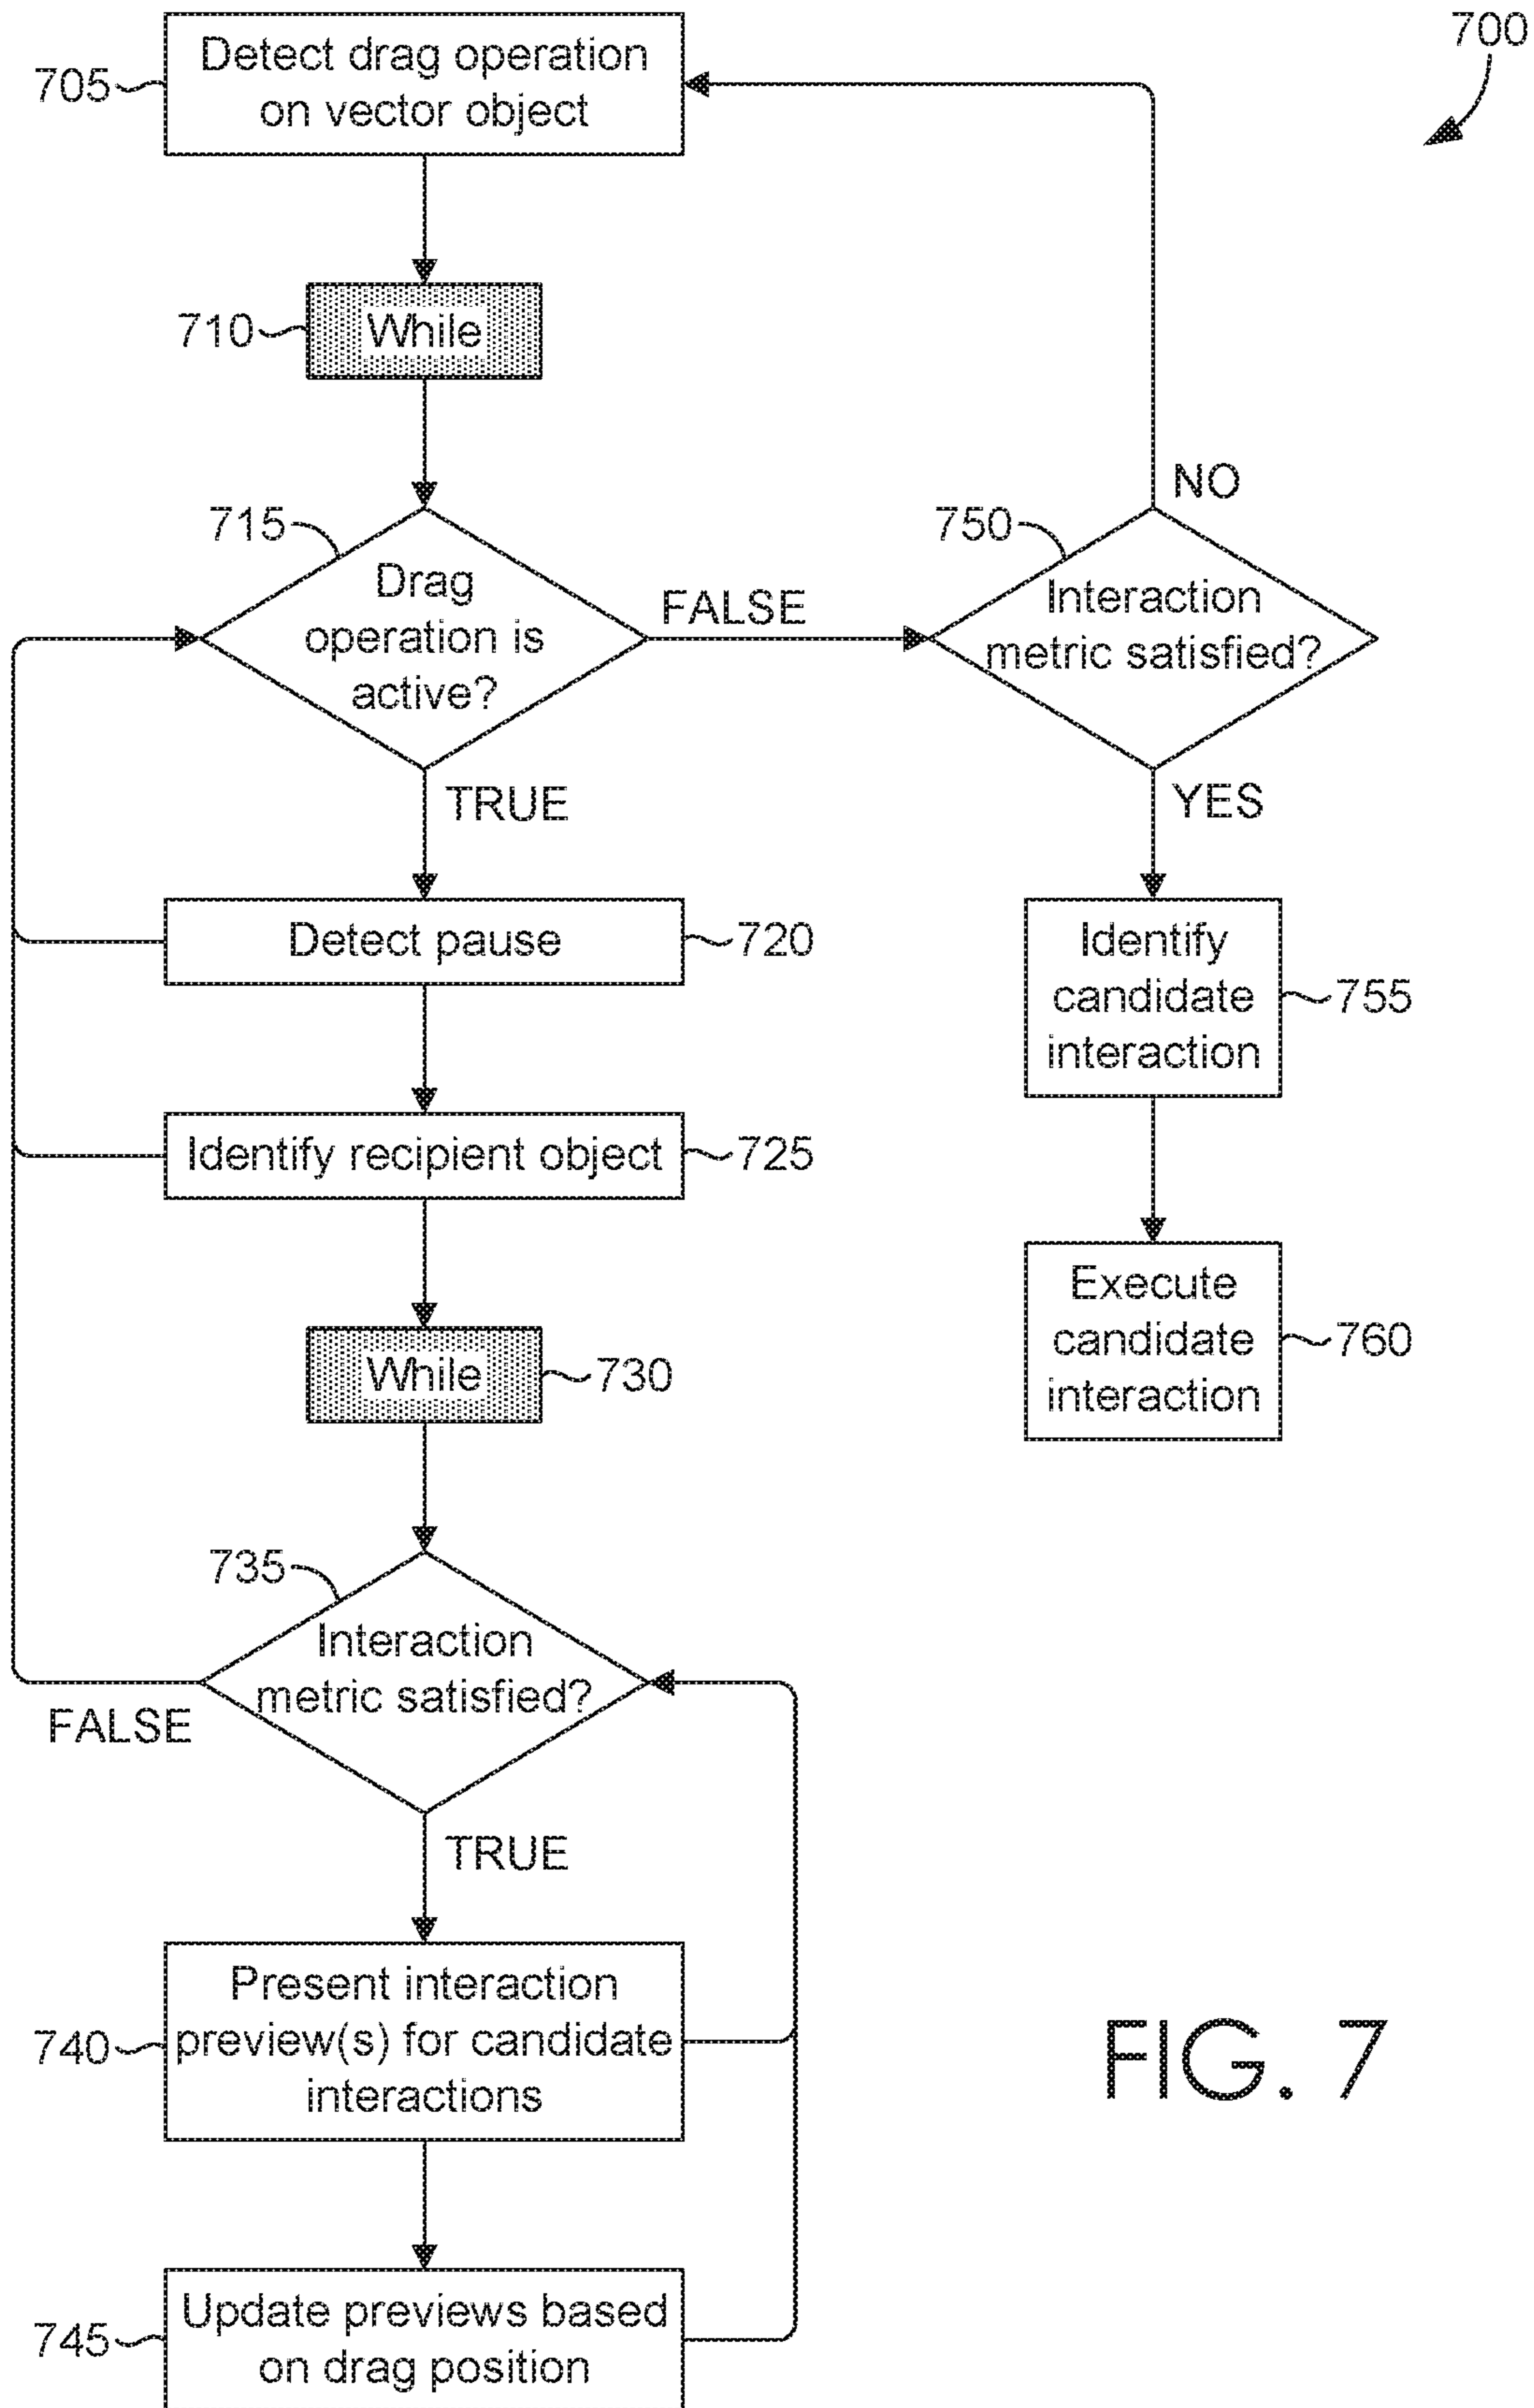 700
Detect drag operation
on vector object
705
While
710
715
Drag
operation is
active?
FALSE
TRUE
750
NO
Interaction
metric satisfied?
YES
Detect pause
720
Identify
candidate
interaction
755
Identify recipient object
725
Execute
candidate
interaction
760
While
730
735
Interaction
metric satisfied?
FALSE
TRUE
Present interaction
preview(s) for candidate
interactions
740
Update previews based
on drag position
745
FIG. 7